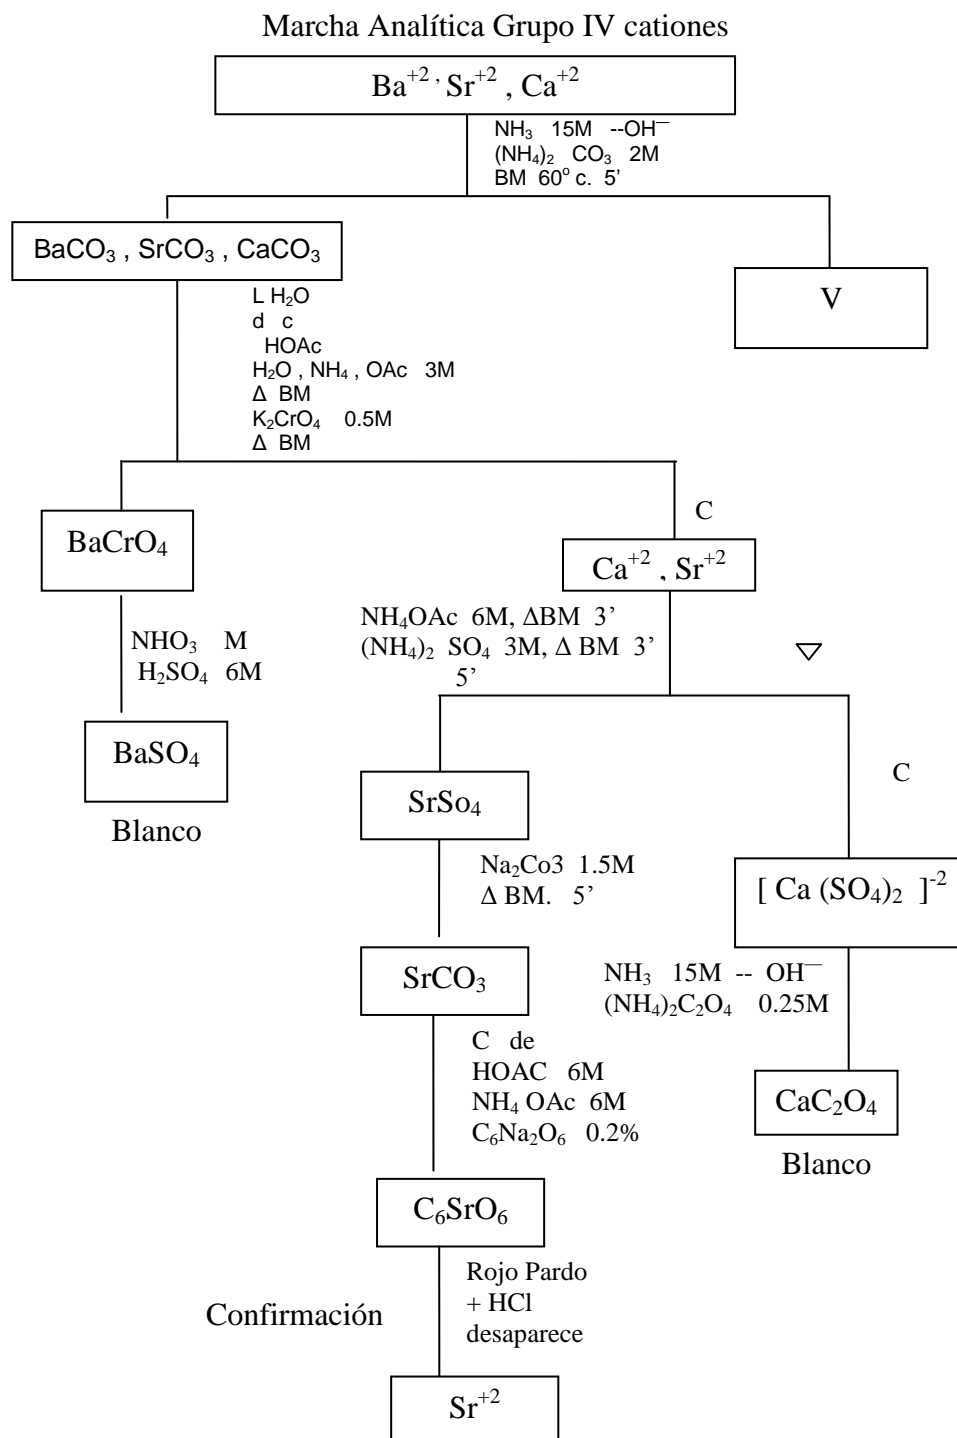 Marcha Analítica Grupo IV cationes
Ba⁺² , Sr⁺² , Ca⁺²
NH₃ 15M --OH⁻
(NH₄)₂ CO₃ 2M
BM 60° c. 5’
BaCO₃ , SrCO₃ , CaCO₃
V
L H₂O
d c
HOAc
H₂O , NH₄ , OAc 3M
Δ BM
K₂CrO₄ 0.5M
Δ BM
C
BaCrO₄
Ca⁺² , Sr⁺²
NHO₃ M
H₂SO₄ 6M
NH₄OAc 6M, ΔBM 3’
(NH₄)₂ SO₄ 3M, Δ BM 3’
5’
BaSO₄
Blanco
SrSo₄
C
Na₂Co3 1.5M
Δ BM. 5’
[ Ca (SO₄)₂ ]⁻²
SrCO₃
NH₃ 15M -- OH⁻
(NH₄)₂C₂O₄ 0.25M
C de
HOAC 6M
NH₄ OAc 6M
C₆Na₂O₆ 0.2%
CaC₂O₄
Blanco
C₆SrO₆
Confirmación
Rojo Pardo
+ HCl
desaparece
Sr⁺²